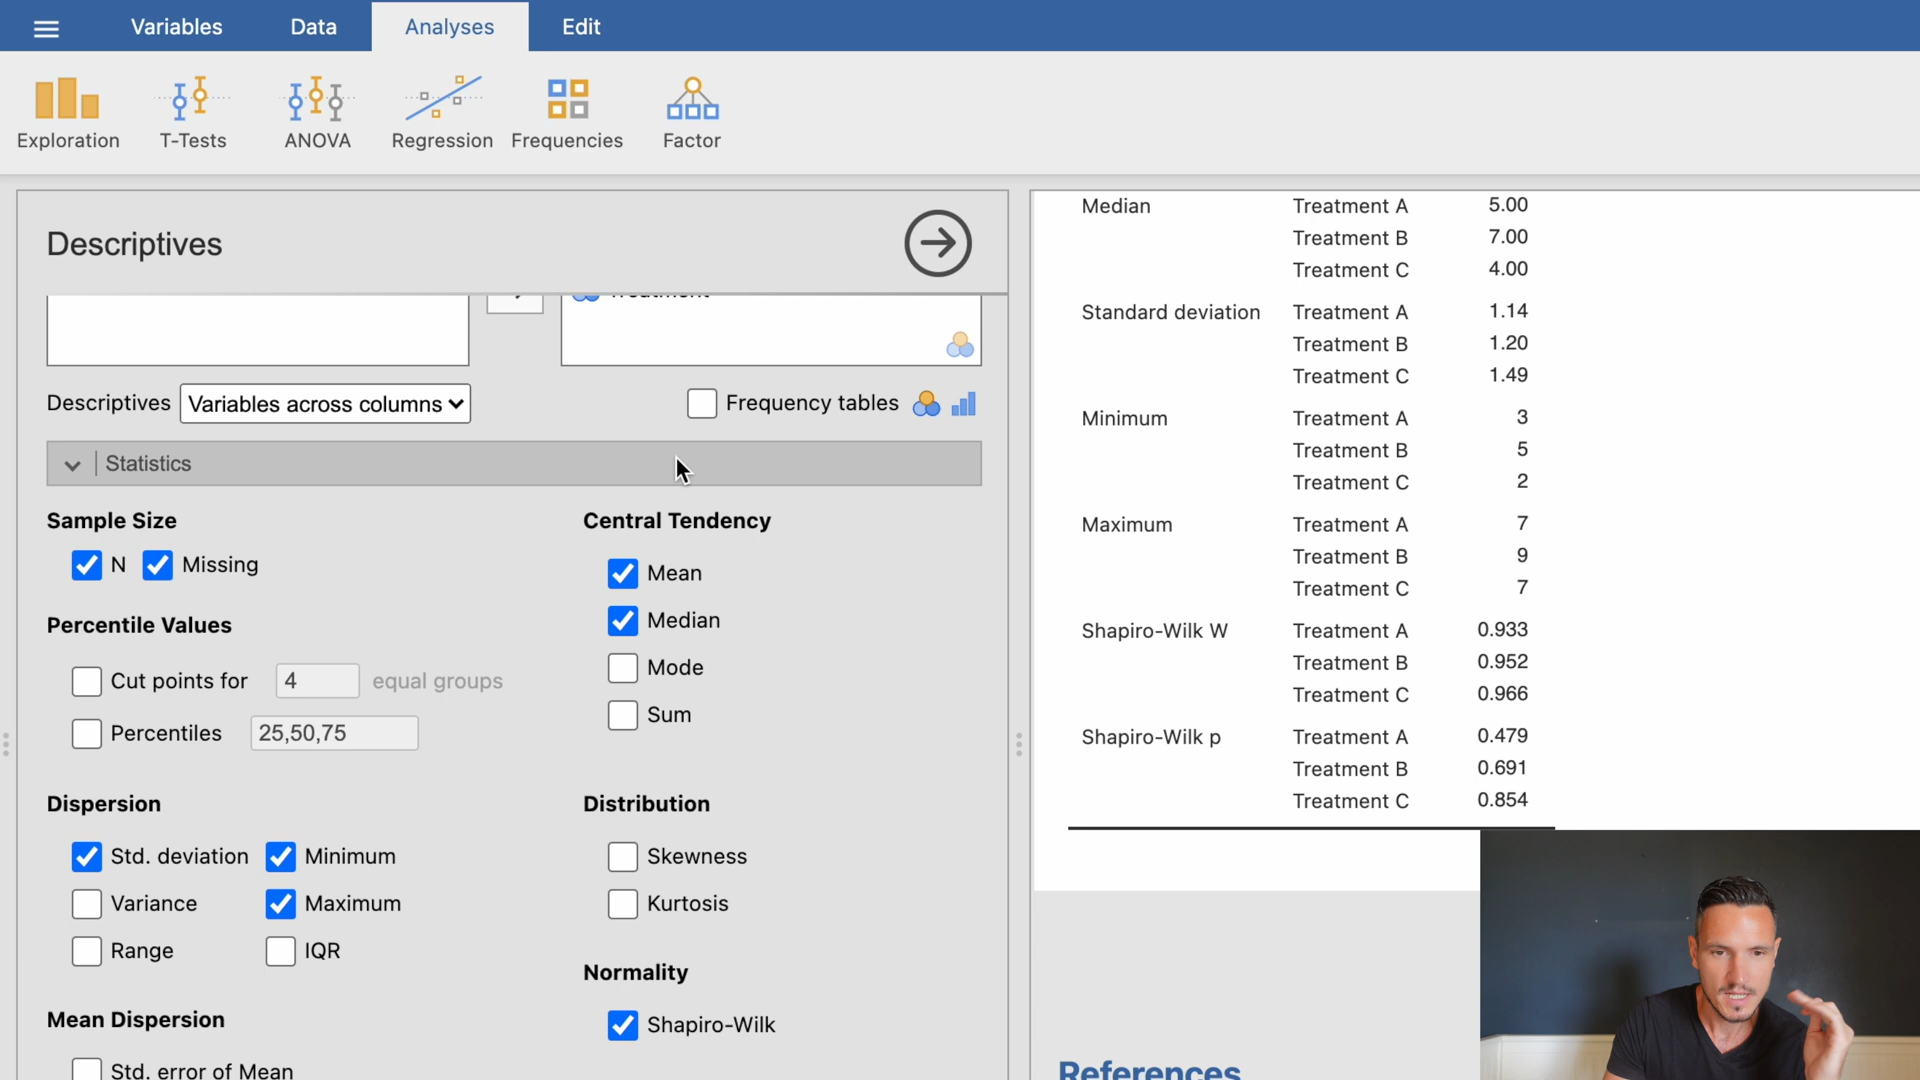 Variables Data Analyses Edit
Exploration T-Tests ANOVA Regression Frequencies Factor
Descriptives
Descriptives Variables across columns Frequency tables
Statistics
Sample Size
N Missing
Percentile Values
Cut points for 4 equal groups
Percentiles 25,50,75
Dispersion
Std. deviation Minimum
Variance Maximum
Range IQR
Mean Dispersion
Std. error of Mean
Central Tendency
Mean
Median
Mode
Sum
Distribution
Skewness
Kurtosis
Normality
Shapiro-Wilk
Median Treatment A 5.00
Treatment B 7.00
Treatment C 4.00
Standard deviation Treatment A 1.14
Treatment B 1.20
Treatment C 1.49
Minimum Treatment A 3
Treatment B 5
Treatment C 2
Maximum Treatment A 7
Treatment B 9
Treatment C 7
Shapiro-Wilk W Treatment A 0.933
Treatment B 0.952
Treatment C 0.966
Shapiro-Wilk p Treatment A 0.479
Treatment B 0.691
Treatment C 0.854
References